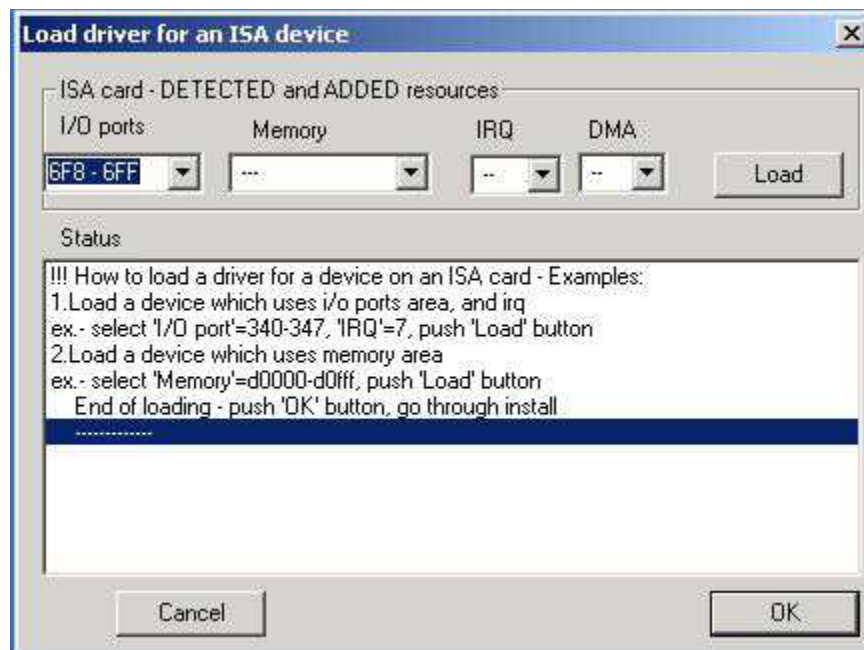 Load driver for an ISA device
ISA card - DETECTED and ADDED resources
I/O ports Memory IRQ DMA
6F8 - 6FF --- -- -- Load
Status
!!! How to load a driver for a device on an ISA card - Examples:
1.Load a device which uses i/o ports area, and irq
ex.- select 'I/O port'=340-347, 'IRQ'=7, push 'Load' button
2.Load a device which uses memory area
ex.- select 'Memory'=d0000-d0fff, push 'Load' button
End of loading - push 'OK' button, go through install
-------------
Cancel OK